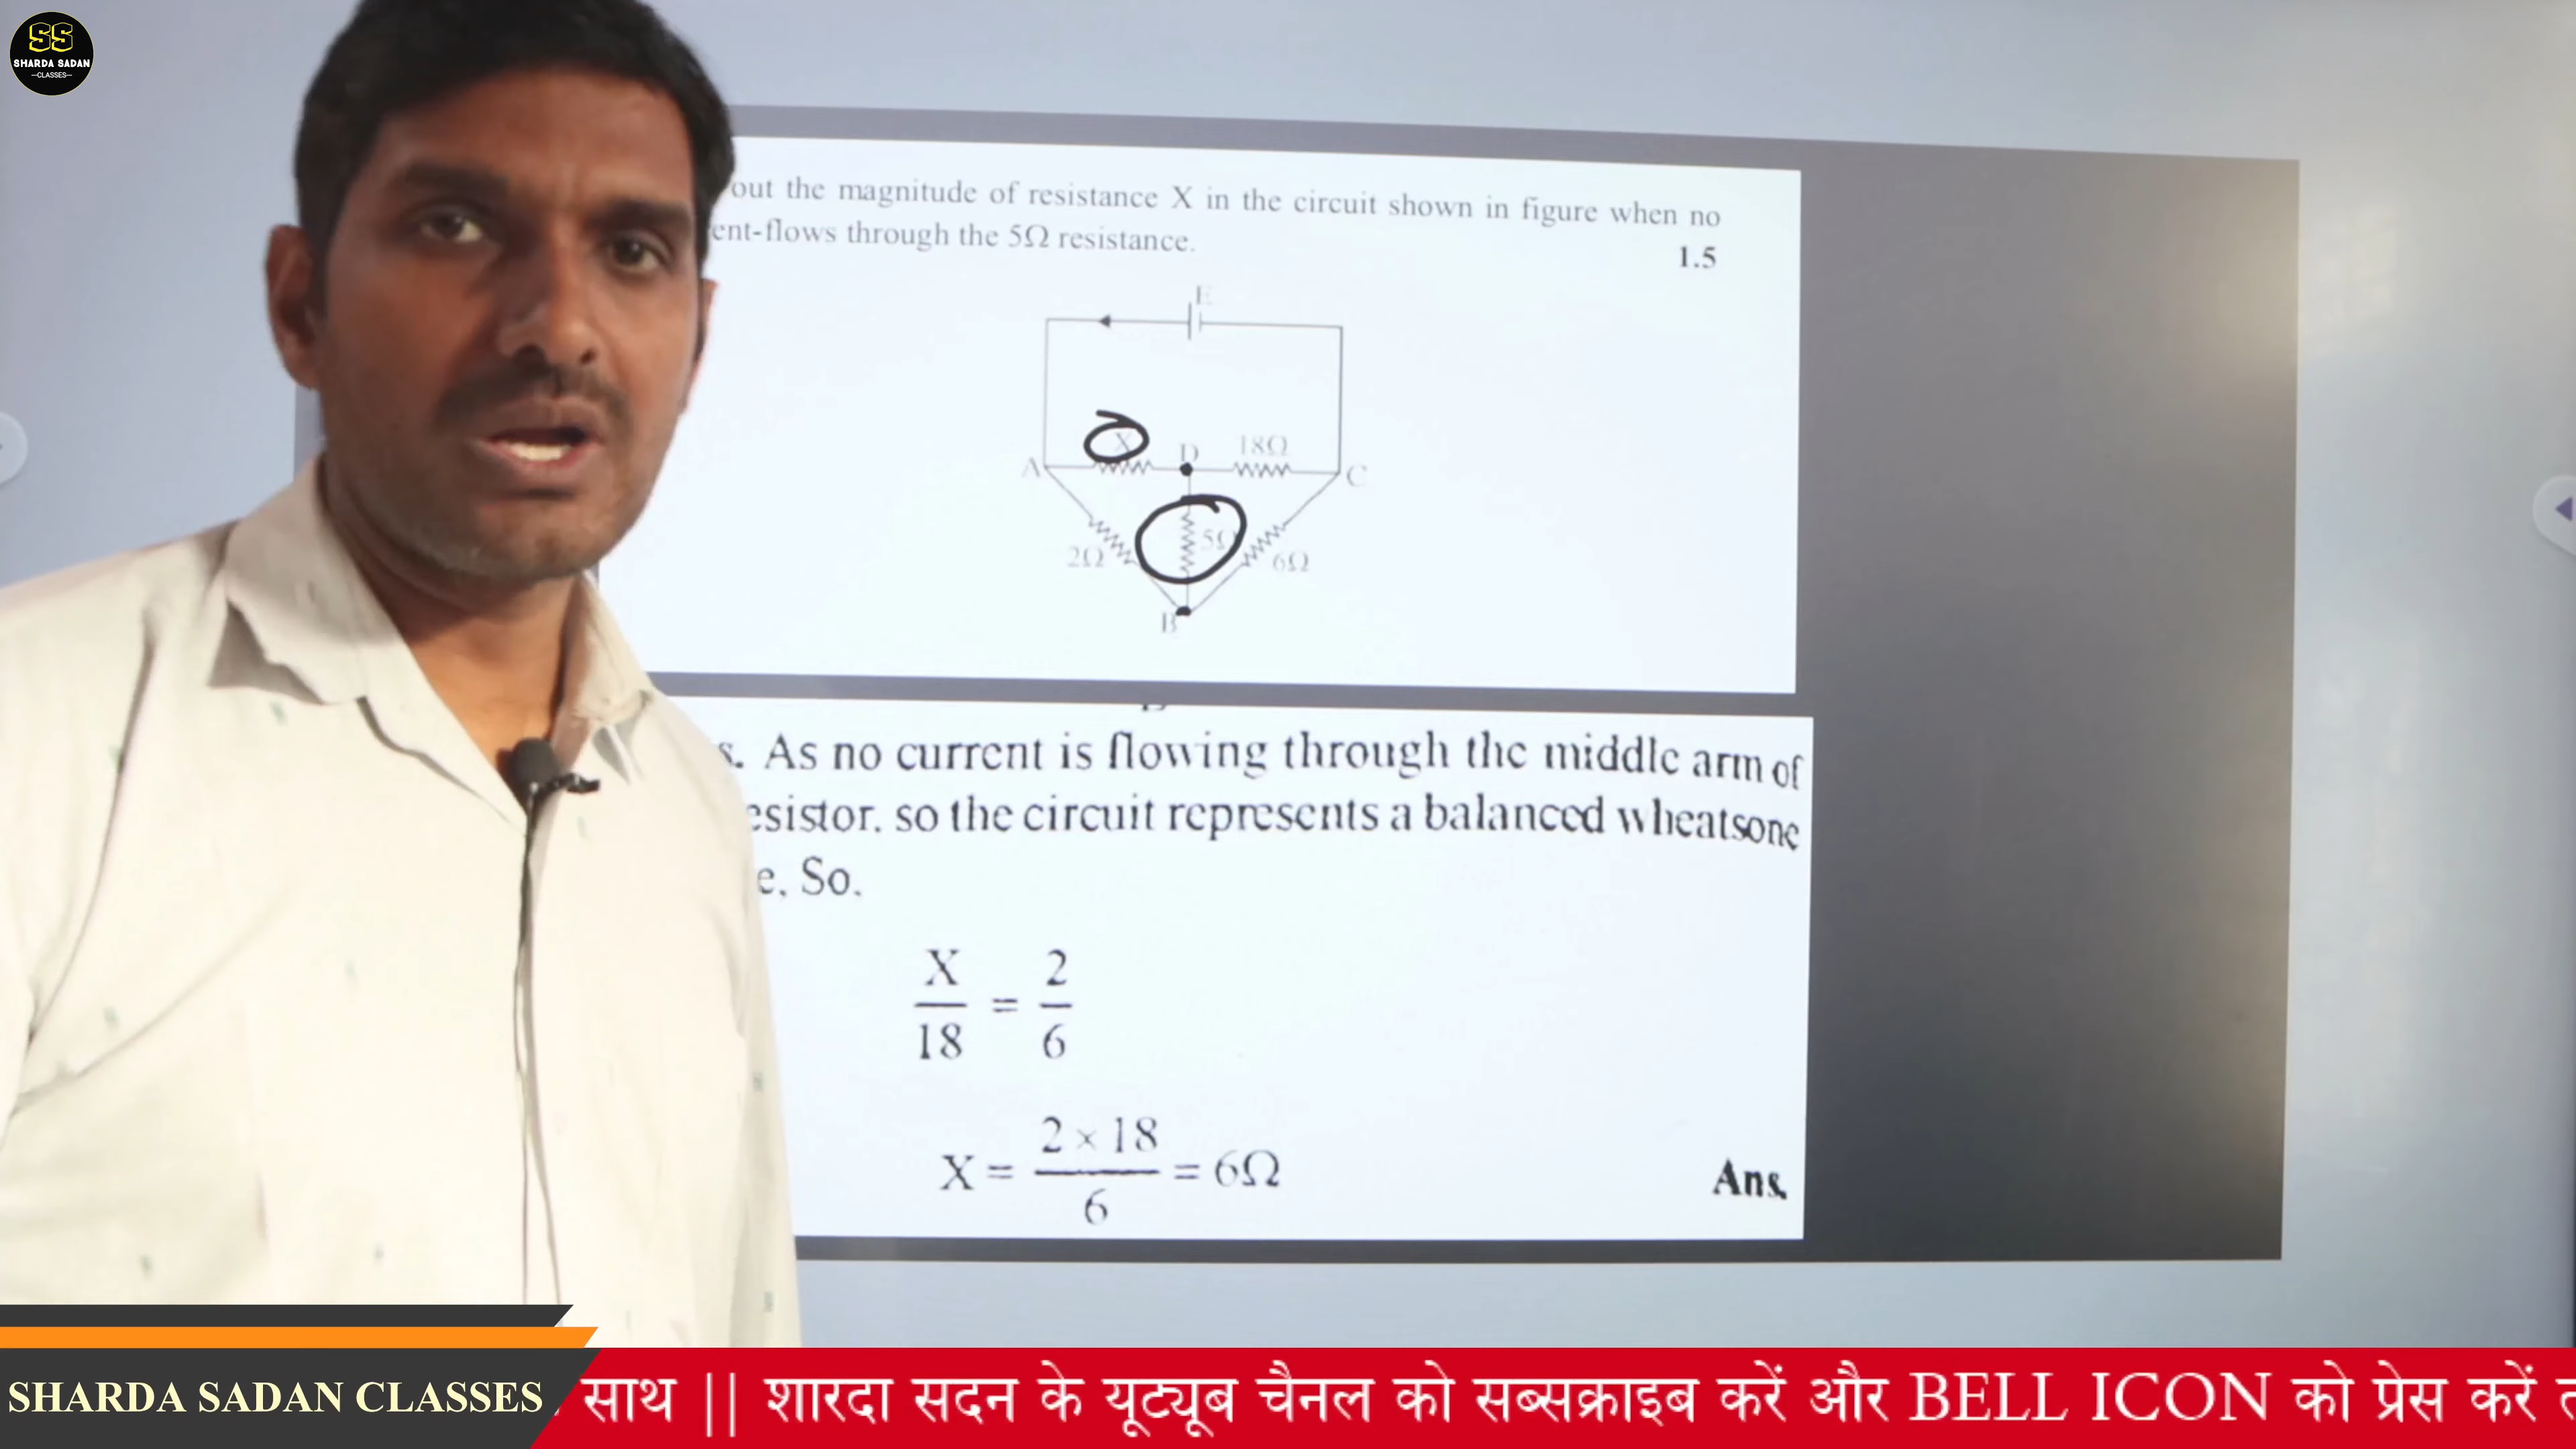 SS
SHARDA SADAN
CLASSES
out the magnitude of resistance X in the circuit shown in figure when no
ent-flows through the 5Ω resistance.
1.5
E
X
D
18Ω
A
C
2Ω
5Ω
6Ω
B
s. As no current is flowing through the middle arm of
esistor, so the circuit represents a balanced wheatsone
e. So,
X/18 = 2/6
X = 2 × 18/6 = 6Ω
Ans.
SHARDA SADAN CLASSES
साथ || शारदा सदन के यूट्यूब चैनल को सब्सक्राइब करें और BELL ICON को प्रेस करें